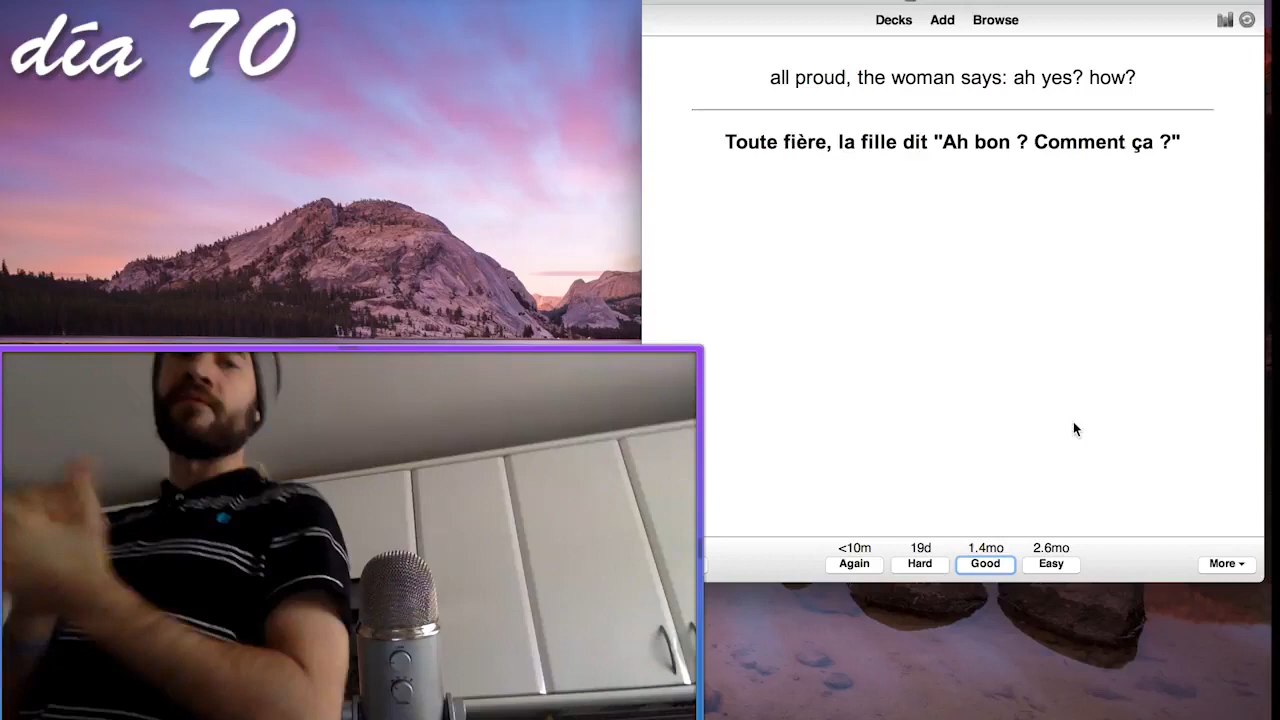 día 70
Decks Add Browse
all proud, the woman says: ah yes? how?
Toute fière, la fille dit "Ah bon ? Comment ça ?"
<10m 19d 1.4mo 2.6mo
Again Hard Good Easy More